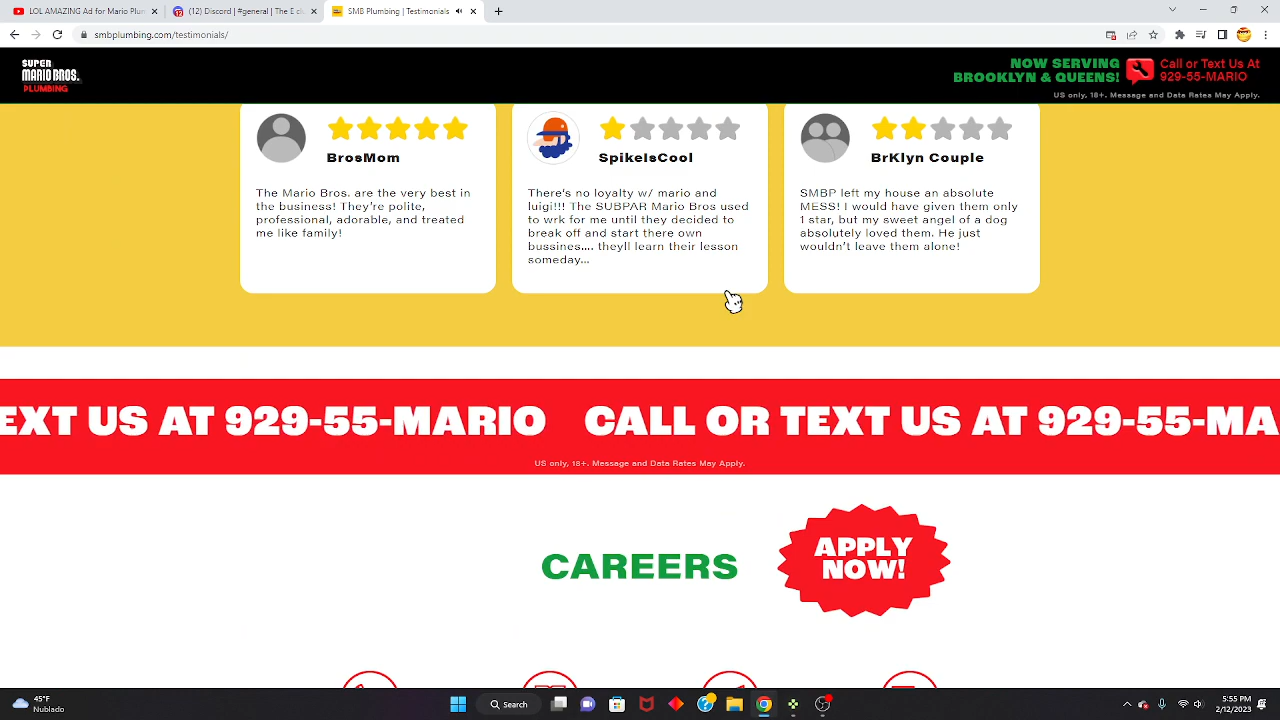 LOL AMAZING Ad for Mario Plun
(12) Discord | #general | The E cl
SMB Plumbing | Testimonials
smbplumbing.com/testimonials/
SUPER
MARIO BROS.
PLUMBING
NOW SERVING
BROOKLYN & QUEENS!
Call or Text Us At
929-55-MARIO
US only, 18+. Message and Data Rates May Apply.
BrosMom
The Mario Bros. are the very best in
the business! They're polite,
professional, adorable, and treated
me like family!
SpikeIsCool
There's no loyalty w/ mario and
luigi!!! The SUBPAR Mario Bros used
to wrk for me until they decided to
break off and start there own
bussines.... theyll learn their lesson
someday...
BrKlyn Couple
SMBP left my house an absolute
MESS! I would have given them only
1 star, but my sweet angel of a dog
absolutely loved them. He just
wouldn't leave them alone!
EXT US AT 929-55-MARIO CALL OR TEXT US AT 929-55-MA
US only, 18+. Message and Data Rates May Apply.
CAREERS
APPLY
NOW!
45°F
Nublado
Search
5:55 PM
2/12/2023